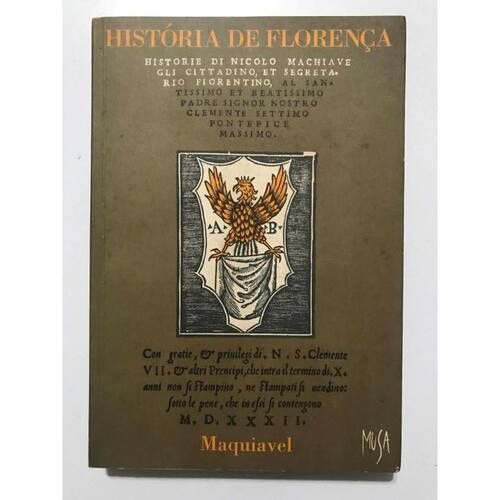 HISTÓRIA DE FLORENÇA
HISTORIE DI NICOLO MACHIAVE
GLI CITTADINO, ET SEGRETA-
RIO FIORENTINO, AL SAN-
TISSIMO ET BEATISSIMO
PADRE SIGNOR NOSTRO
CLEMENTE SETTIMO
PONTEFICE
MASSIMO.
A B
Con gratie, & priuilegi di. N. S. Clemente
VII. & altri Prencipi, che intra il termino di. X.
anni non si stampino, ne stampati si uendino:
sotto le pene, che in essi si contengono
M. D. XXXII.
Maquiavel
MUSA